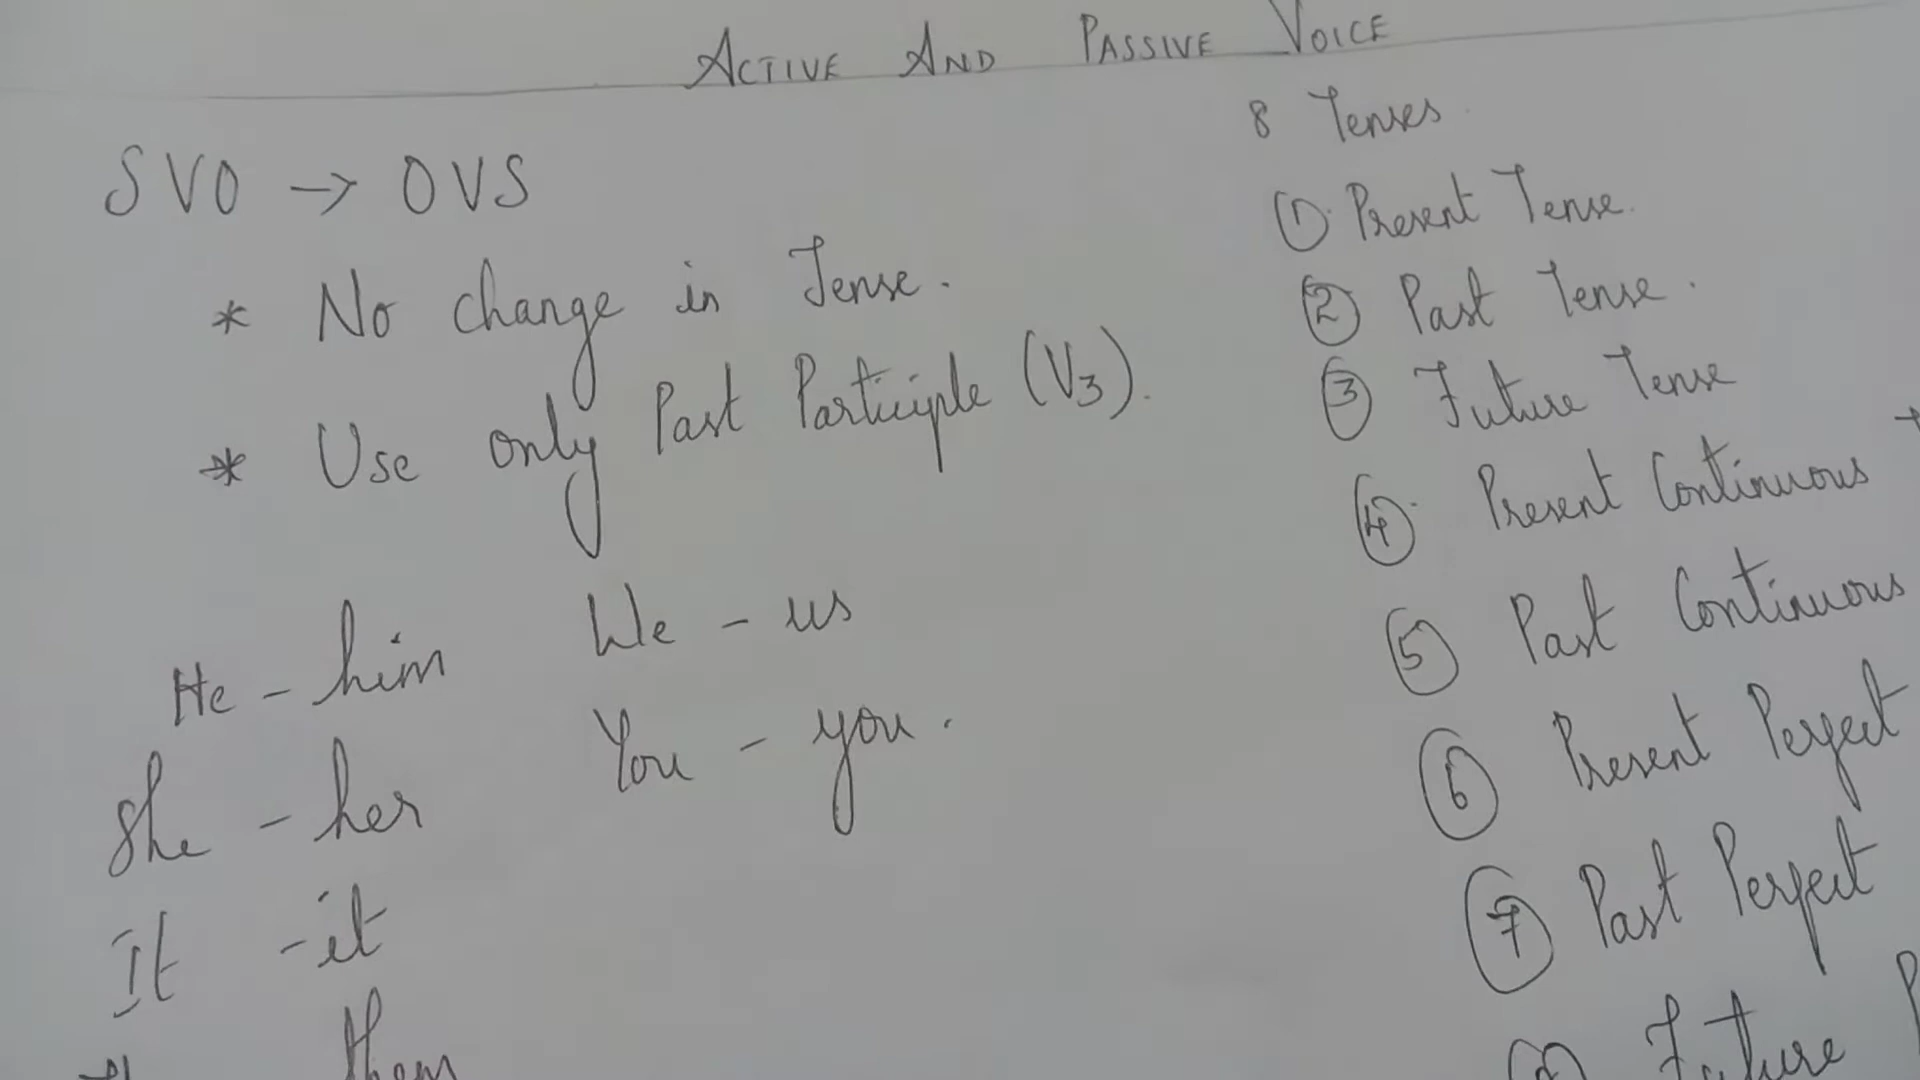 ACTIVE AND PASSIVE VOICE
SVO → OVS
* No change in Tense.
* Use only Past Participle (V3).
He - him
We - us
She - her
You - you.
It - it
them
8 Tenses
① Present Tense.
② Past Tense.
③ Future Tense
④ Present Continuous
⑤ Past Continuous
⑥ Present Perfect
⑦ Past Perfect
Future